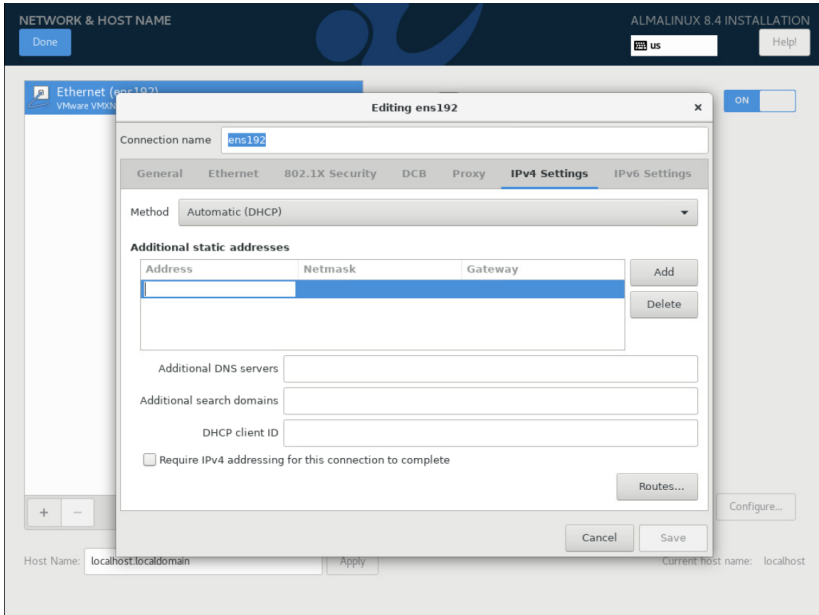 NETWORK & HOST NAME
ALMALINUX 8.4 INSTALLATION
Done
us
Help!
Ethernet (ens192)
VMware VMXN
ON
Editing ens192
Connection name ens192
General Ethernet 802.1X Security DCB Proxy IPv4 Settings IPv6 Settings
Method Automatic (DHCP)
Additional static addresses
Address Netmask Gateway
Add
Delete
Additional DNS servers
Additional search domains
DHCP client ID
Require IPv4 addressing for this connection to complete
Routes...
Configure...
Cancel Save
Host Name: localhost.localdomain Apply Current host name: localhost